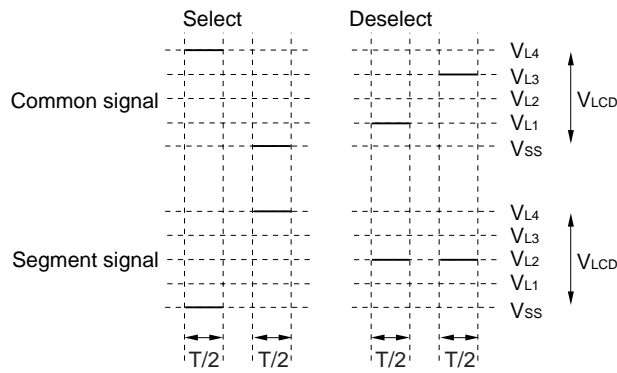 Select Deselect
Common signal
VL4
VL3
VL2
VL1
VSS
VLCD
Segment signal
VL4
VL3
VL2
VL1
VSS
VLCD
T/2 T/2 T/2 T/2